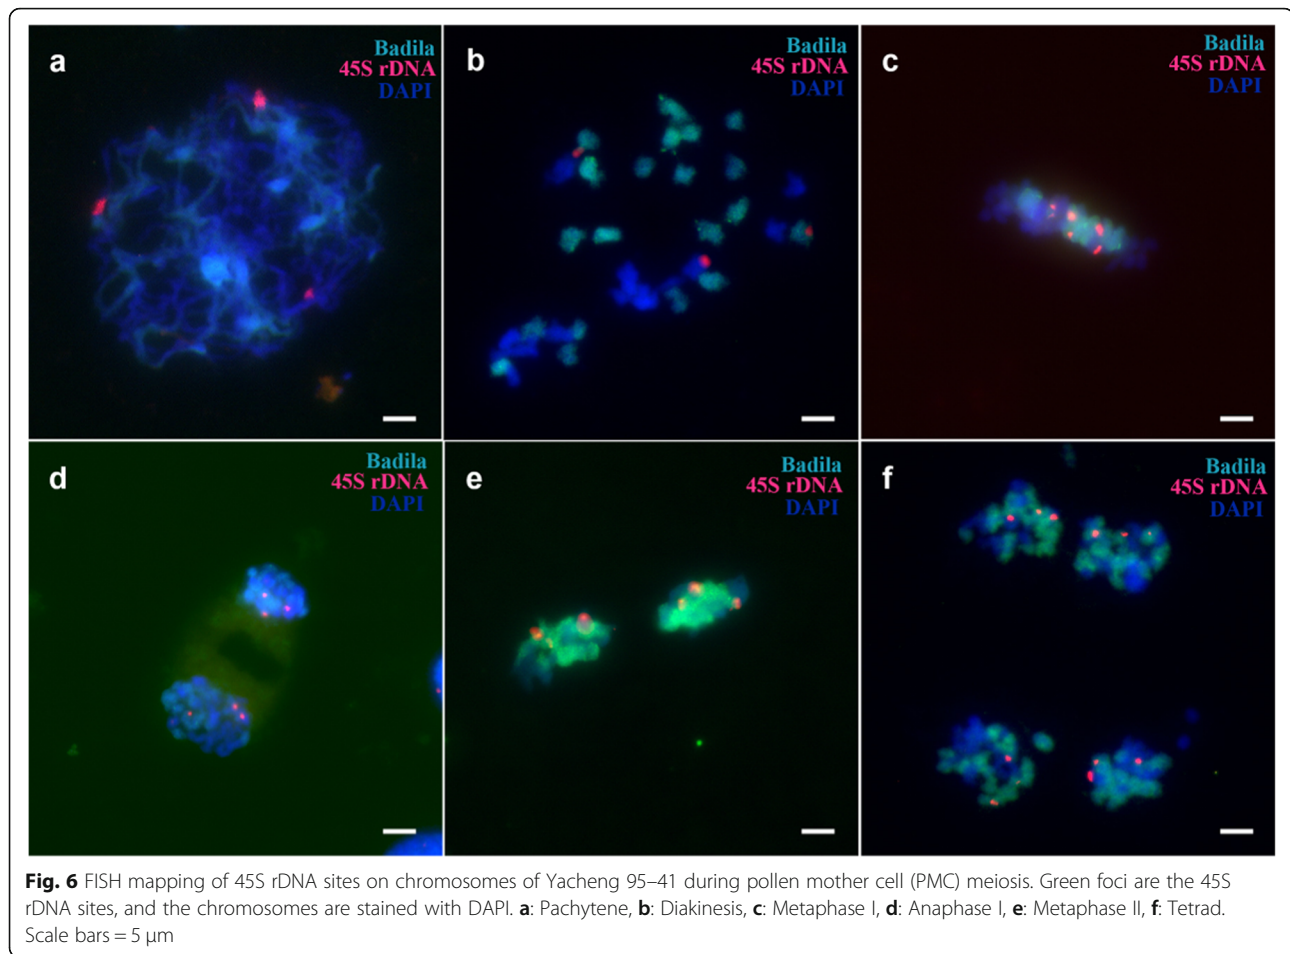 a
Badila
45S rDNA
DAPI
b
Badila
45S rDNA
DAPI
c
Badila
45S rDNA
DAPI
d
Badila
45S rDNA
DAPI
e
Badila
45S rDNA
DAPI
f
Badila
45S rDNA
DAPI
Fig. 6 FISH mapping of 45S rDNA sites on chromosomes of Yacheng 95–41 during pollen mother cell (PMC) meiosis. Green foci are the 45S
rDNA sites, and the chromosomes are stained with DAPI. a: Pachytene, b: Diakinesis, c: Metaphase I, d: Anaphase I, e: Metaphase II, f: Tetrad.
Scale bars = 5 μm